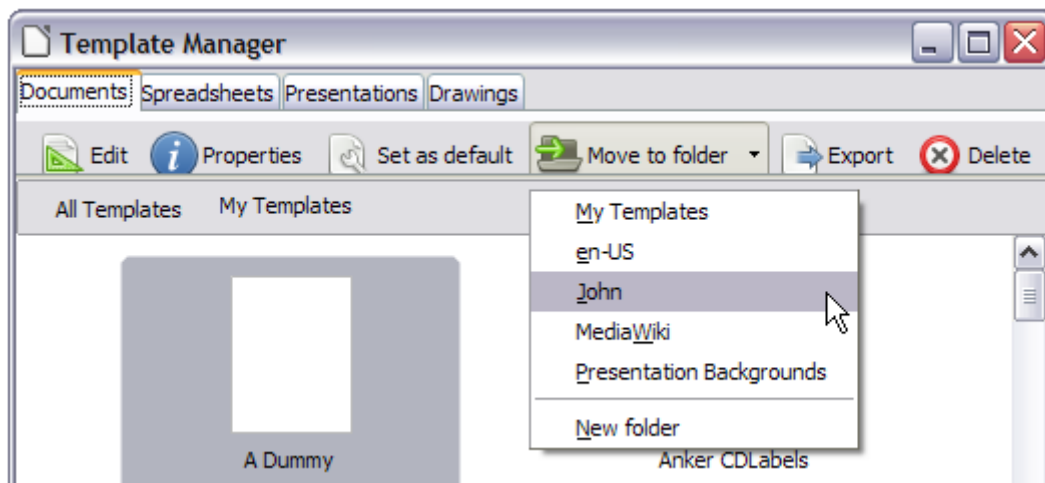 Template Manager
Documents Spreadsheets Presentations Drawings
Edit Properties Set as default Move to folder Export Delete
All Templates My Templates
My Templates
en-US
John
MediaWiki
Presentation Backgrounds
New folder
A Dummy Anker CDLabels